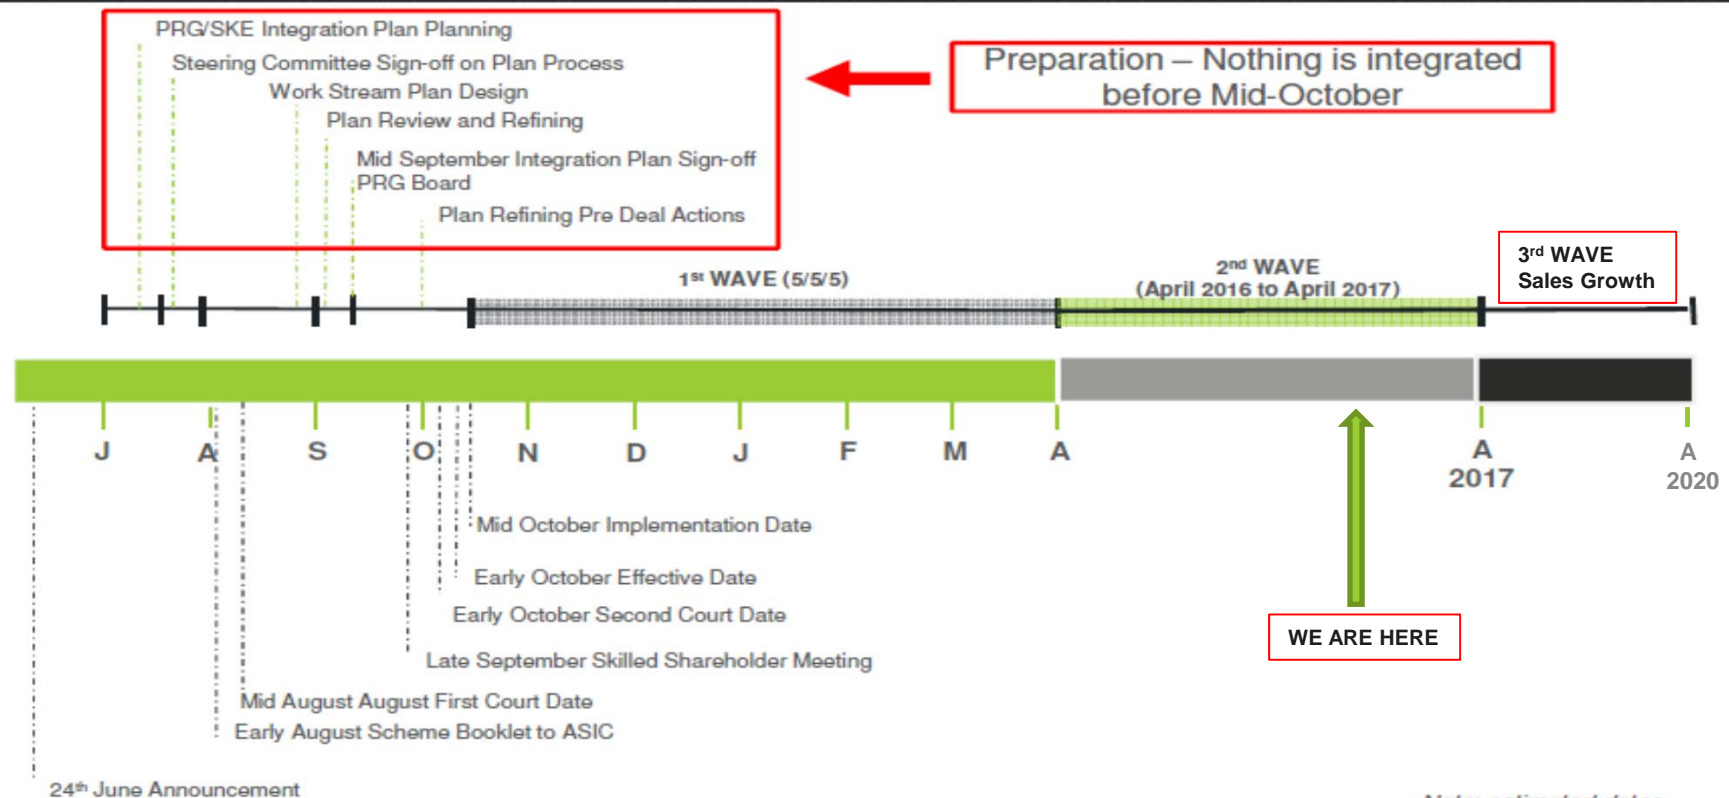 PRG/SKE Integration Plan Planning
Steering Committee Sign-off on Plan Process
Work Stream Plan Design
Plan Review and Refining
Mid September Integration Plan Sign-off
PRG Board
Plan Refining Pre Deal Actions
Preparation – Nothing is integrated
before Mid-October
1st WAVE (5/5/5)
2nd WAVE
(April 2016 to April 2017)
3rd WAVE
Sales Growth
J A S O N D J F M A A A
2017 2020
Mid October Implementation Date
Early October Effective Date
Early October Second Court Date
WE ARE HERE
Late September Skilled Shareholder Meeting
Mid August August First Court Date
Early August Scheme Booklet to ASIC
24th June Announcement